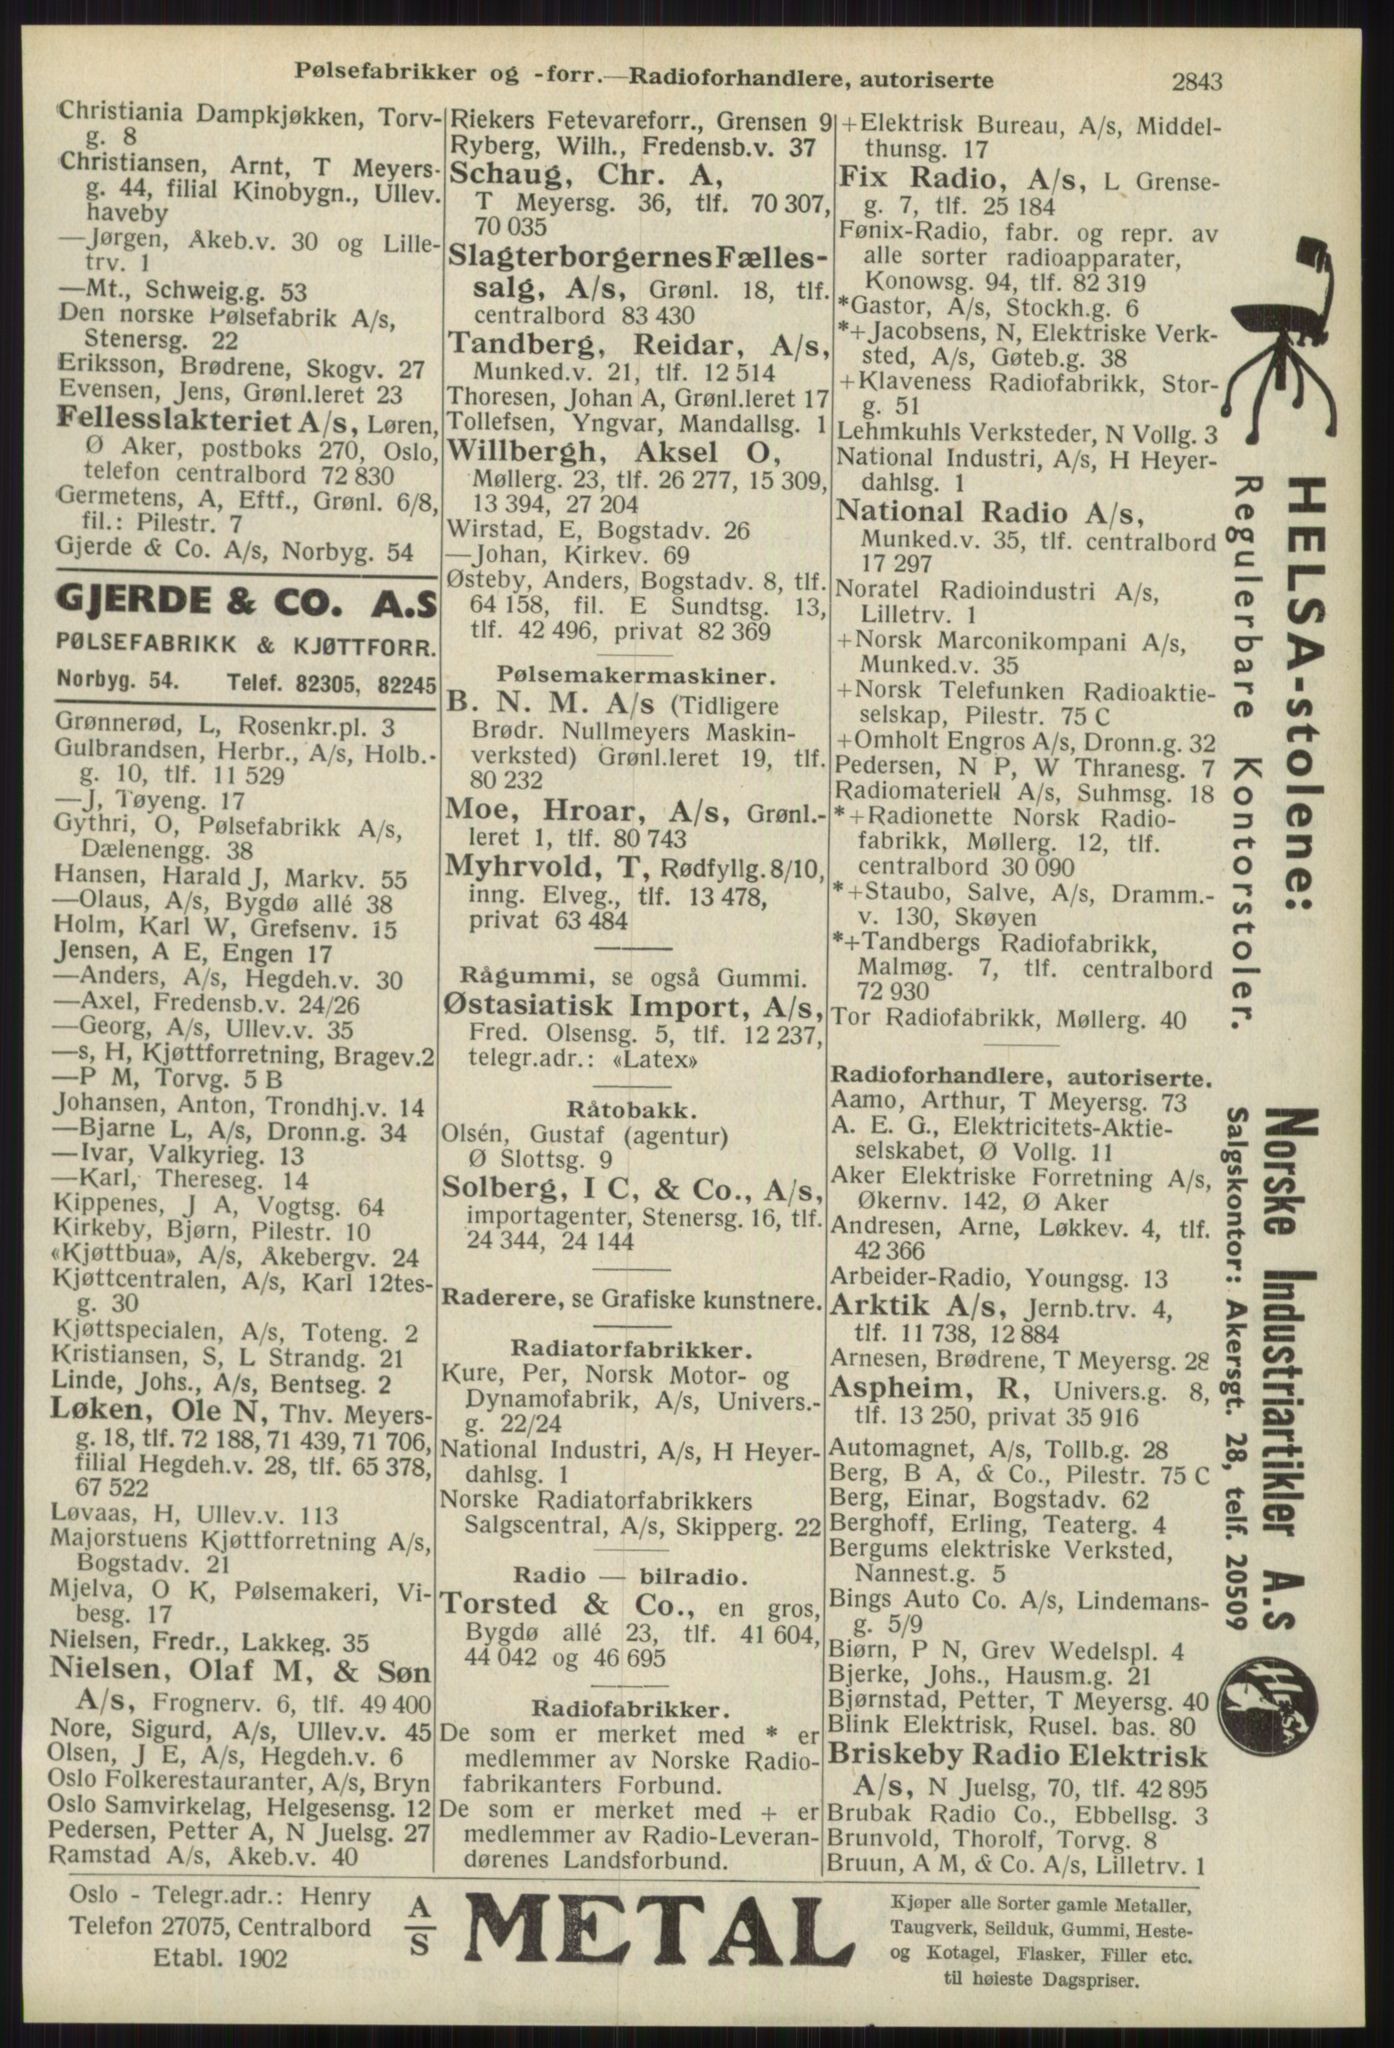 Pølsefabrikker og -forr.—Radioforhandlere, autoriserte
2843
Christiania Dampkjøkken, Torv-
g. 8
Christiansen, Arnt, T Meyers-
g. 44, filial Kinobygn., Ullev.
haveby
—Jørgen, Åkeb.v. 30 og Lille-
trv. 1
—Mt., Schweig.g. 53
Den norske Pølsefabrik A/s,
Stenersg. 22
Eriksson, Brødrene, Skogv. 27
Evensen, Jens, Grønl.leret 23
Fellesslakteriet A/s, Løren,
Ø Aker, postboks 270, Oslo,
telefon centralbord 72 830
Germetens, A, Eftf., Grønl. 6/8,
fil.: Pilestr. 7
Gjerde & Co. A/s, Norbyg. 54
GJERDE & CO. A.S
PØLSEFABRIKK & KJØTTFORR.
Norbyg. 54. Telef. 82305, 82245
Grønnerød, L, Rosenkr.pl. 3
Gulbrandsen, Herbr., A/s, Holb.-
g. 10, tlf. 11 529
—J, Tøyeng. 17
Gythri, O, Pølsefabrikk A/s,
Dælenengg. 38
Hansen, Harald J, Markv. 55
—Olaus, A/s, Bygdø allé 38
Holm, Karl W, Grefsenv. 15
Jensen, A E, Engen 17
—Anders, A/s, Hegdeh.v. 30
—Axel, Fredensb.v. 24/26
—Georg, A/s, Ullev.v. 35
—s, H, Kjøttforretning, Bragev.2
—P M, Torvg. 5 B
Johansen, Anton, Trondhj.v. 14
—Bjarne L, A/s, Dronn.g. 34
—Ivar, Valkyrieg. 13
—Karl, Thereseg. 14
Kippenes, J A, Vogtsg. 64
Kirkeby, Bjørn, Pilestr. 10
«Kjøttbua», A/s, Åkebergv. 24
Kjøttcentralen, A/s, Karl 12tes-
g. 30
Kjøttspecialen, A/s, Toteng. 2
Kristiansen, S, L Strandg. 21
Linde, Johs., A/s, Bentseg. 2
Løken, Ole N, Thv. Meyers-
g. 18, tlf. 72 188, 71 439, 71 706,
filial Hegdeh.v. 28, tlf. 65 378,
67 522
Løvaas, H, Ullev.v. 113
Majorstuens Kjøttforretning A/s,
Bogstadv. 21
Mjelva, O K, Pølsemakeri, Vi-
besg. 17
Nielsen, Fredr., Lakkeg. 35
Nielsen, Olaf M, & Søn
A/s, Frognerv. 6, tlf. 49 400
Nore, Sigurd, A/s, Ullev.v. 45
Olsen, J E, A/s, Hegdeh.v. 6
Oslo Folkerestauranter, A/s, Bryn
Oslo Samvirkelag, Helgesensg. 12
Pedersen, Petter A, N Juelsg. 27
Ramstad A/s, Åkeb.v. 40
Riekers Fetevareforr., Grensen 9
Ryberg, Wilh., Fredensb.v. 37
Schaug, Chr. A,
T Meyersg. 36, tlf. 70 307,
70 035
Slagterborgernes Fælles-
salg, A/s, Grønl. 18, tlf.
centralbord 83 430
Tandberg, Reidar, A/s,
Munked.v. 21, tlf. 12 514
Thoresen, Johan A, Grønl.leret 17
Tollefsen, Yngvar, Mandallsg. 1
Willbergh, Aksel O,
Møllerg. 23, tlf. 26 277, 15 309,
13 394, 27 204
Wirstad, E, Bogstadv. 26
—Johan, Kirkev. 69
Østeby, Anders, Bogstadv. 8, tlf.
64 158, fil. E Sundtsg. 13,
tlf. 42 496, privat 82 369
Pølsemakermaskiner.
B. N. M. A/s (Tidligere
Brødr. Nullmeyers Maskin-
verksted) Grønl.leret 19, tlf.
80 232
Moe, Hroar, A/s, Grønl.-
leret 1, tlf. 80 743
Myhrvold, T, Rødfyllg. 8/10,
inng. Elveg., tlf. 13 478,
privat 63 484
Rågummi, se også Gummi.
Østasiatisk Import, A/s,
Fred. Olsensg. 5, tlf. 12 237,
telegr.adr.: «Latex»
Råtobakk.
Olsén, Gustaf (agentur)
Ø Slottsg. 9
Solberg, I C, & Co., A/s,
importagenter, Stenersg. 16, tlf.
24 344, 24 144
Raderere, se Grafiske kunstnere.
Radiatorfabrikker.
Kure, Per, Norsk Motor- og
Dynamofabrik, A/s, Univers.-
g. 22/24
National Industri, A/s, H Heyer-
dahlsg. 1
Norske Radiatorfabrikkers
Salgscentral, A/s, Skipperg. 22
Radio — bilradio.
Torsted & Co., en gros,
Bygdø allé 23, tlf. 41 604,
44 042 og 46 695
Radiofabrikker.
De som er merket med * er
medlemmer av Norske Radio-
fabrikanters Forbund.
De som er merket med + er
medlemmer av Radio-Leveran-
dørenes Landsforbund.
+Elektrisk Bureau, A/s, Middel-
thunsg. 17
Fix Radio, A/s, L Grense-
g. 7, tlf. 25 184
Fønix-Radio, fabr. og repr. av
alle sorter radioapparater,
Konowsg. 94, tlf. 82 319
*Gastor, A/s, Stockh.g. 6
*+Jacobsens, N, Elektriske Verk-
sted, A/s, Gøteb.g. 38
+Klaveness Radiofabrikk, Stor-
g. 51
Lehmkuhls Verksteder, N Vollg. 3
National Industri, A/s, H Heyer-
dahlsg. 1
National Radio A/s,
Munked.v. 35, tlf. centralbord
17 297
Noratel Radioindustri A/s,
Lilletrv. 1
+Norsk Marconikompani A/s,
Munked.v. 35
+Norsk Telefunken Radioaktie-
selskap, Pilestr. 75 C
+Omholt Engros A/s, Dronn.g. 32
Pedersen, N P, W Thranesg. 7
Radiomateriell A/s, Suhmsg. 18
*+Radionette Norsk Radio-
fabrikk, Møllerg. 12, tlf.
centralbord 30 090
*+Staubo, Salve, A/s, Dramm.-
v. 130, Skøyen
*+Tandbergs Radiofabrikk,
Malmøg. 7, tlf. centralbord
72 930
Tor Radiofabrikk, Møllerg. 40
Radioforhandlere, autoriserte.
Aamo, Arthur, T Meyersg. 73
A. E. G., Elektricitets-Aktie-
selskabet, Ø Vollg. 11
Aker Elektriske Forretning A/s,
Økernv. 142, Ø Aker
Andresen, Arne, Løkkev. 4, tlf.
42 366
Arbeider-Radio, Youngsg. 13
Arktik A/s, Jernb.trv. 4,
tlf. 11 738, 12 884
Arnesen, Brødrene, T Meyersg. 28
Aspheim, R, Univers.g. 8,
tlf. 13 250, privat 35 916
Automagnet, A/s, Tollb.g. 28
Berg, B A, & Co., Pilestr. 75 C
Berg, Einar, Bogstadv. 62
Berghoff, Erling, Teaterg. 4
Bergums elektriske Verksted,
Nannest.g. 5
Bings Auto Co. A/s, Lindemans-
g. 5/9
Biørn, P N, Grev Wedelspl. 4
Bjerke, Johs., Hausm.g. 21
Bjørnstad, Petter, T Meyersg. 40
Blink Elektrisk, Rusel. bas. 80
Briskeby Radio Elektrisk
A/s, N Juelsg, 70, tlf. 42 895
Brubak Radio Co., Ebbellsg. 3
Brunvold, Thorolf, Torvg. 8
Bruun, A M, & Co. A/s, Lilletrv. 1
HELSA-stolene:
Regulerbare Kontorstoler.
Norske Industriartikler A.S
Salgskontor: Akersgt. 28, telf. 20509
HELSA
Oslo - Telegr.adr.: Henry
Telefon 27075, Centralbord
Etabl. 1902
A/S METAL
Kjøper alle Sorter gamle Metaller,
Taugverk, Seilduk, Gummi, Heste-
og Kotagel, Flasker, Filler etc.
til høieste Dagspriser.